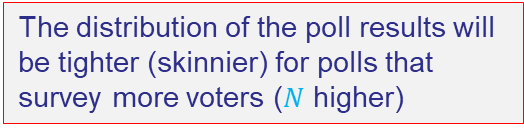 The distribution of the poll results will
be tighter (skinnier) for polls that
survey more voters (N higher)